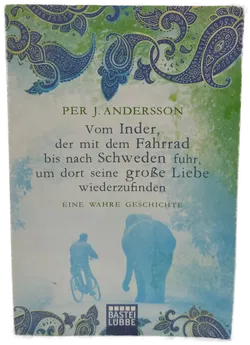 PER J. ANDERSSON
Vom Inder,
der mit dem Fahrrad
bis nach Schweden fuhr,
um dort seine große Liebe
wiederzufinden
EINE WAHRE GESCHICHTE
BASTEI
LÜBBE